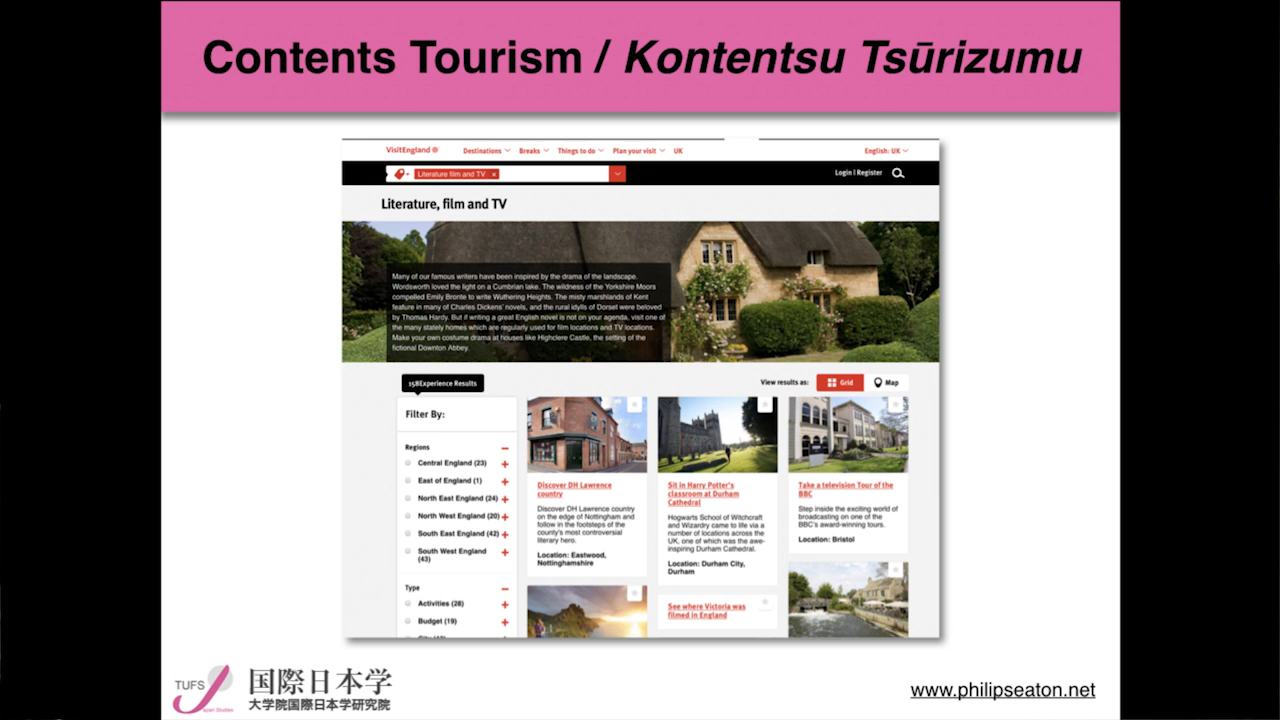 Contents Tourism / Kontentsu Tsūrizumu
VisitEngland
Destinations
Breaks
Things to do
Plan your visit
UK
English: UK
Literature film and TV x
Login | Register
Literature, film and TV
Many of our famous writers have been inspired by the drama of the landscape.
Wordsworth loved the light on a Cumbrian lake. The wildness of the Yorkshire Moors
compelled Emily Bronte to write Wuthering Heights. The misty marshlands of Kent
feature in many of Charles Dickens' novels, and the rural idylls of Dorset were beloved
by Thomas Hardy. But if writing a great English novel is not on your agenda, visit one of
the many stately homes which are regularly used for film locations and TV locations.
Make your own costume drama at houses like Highclere Castle, the setting of the
fictional Downton Abbey.
158Experience Results
View results as:
Grid
Map
Filter By:
Regions
Central England (23)
East of England (1)
North East England (24)
North West England (20)
South East England (42)
South West England
(43)
Type
Activities (28)
Budget (19)
Discover DH Lawrence
country
Discover DH Lawrence country
on the edge of Nottingham and
follow in the footsteps of the
county's most controversial
literary hero.
Location: Eastwood,
Nottinghamshire
Sit in Harry Potter's
classroom at Durham
Cathedral
Hogwarts School of Witchcraft
and Wizardry came to life via a
number of locations across the
UK, one of which was the awe-
inspiring Durham Cathedral.
Location: Durham City,
Durham
See where Victoria was
filmed in England
Take a television Tour of the
BBC
Step inside the exciting world of
broadcasting on one of the
BBC's award-winning tours.
Location: Bristol
TUFS
Japan Studies
国際日本学
大学院国際日本学研究院
www.philipseaton.net